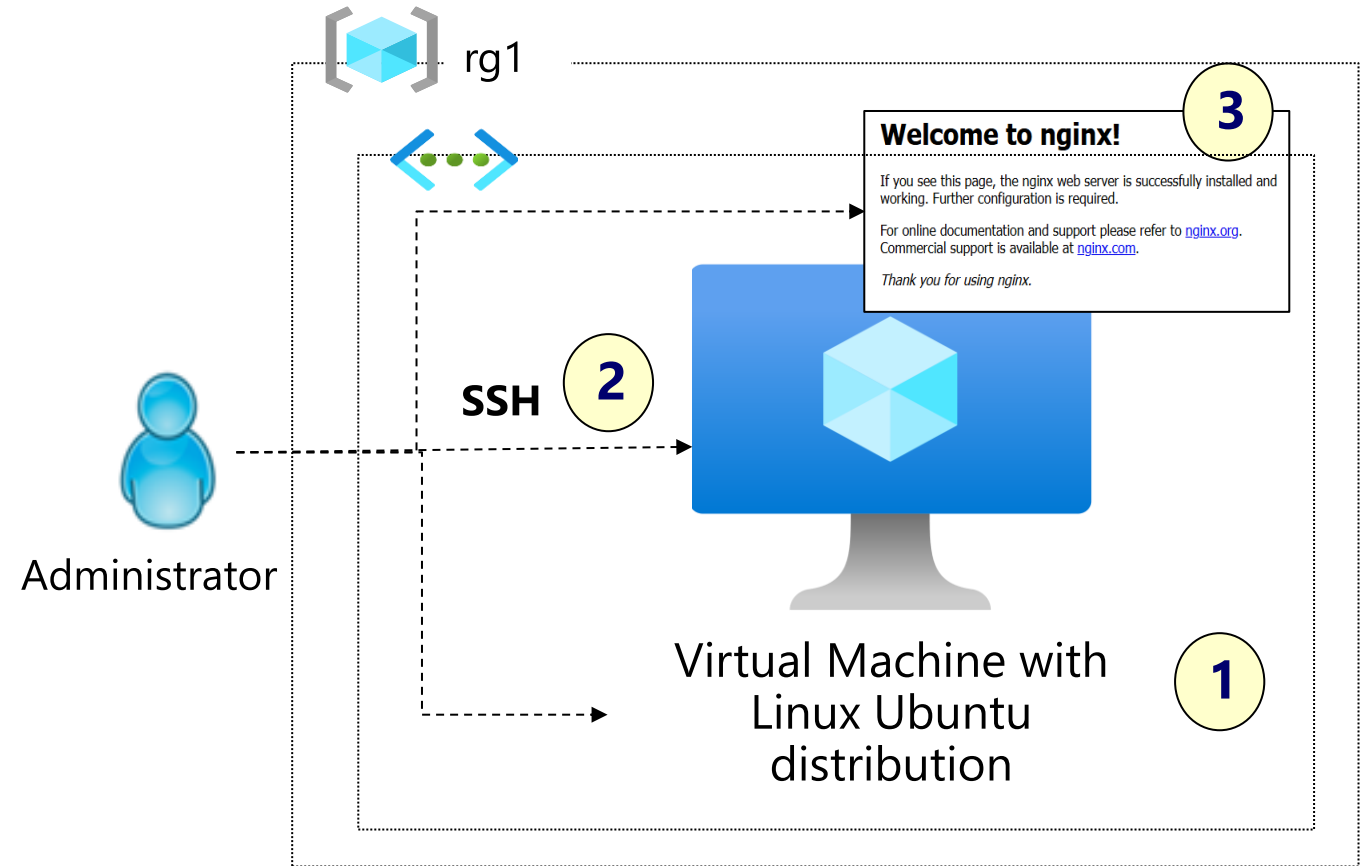 rg1
3
Welcome to nginx!
If you see this page, the nginx web server is successfully installed and
working. Further configuration is required.
For online documentation and support please refer to nginx.org.
Commercial support is available at nginx.com.
Thank you for using nginx.
SSH
2
Administrator
Virtual Machine with
Linux Ubuntu
distribution
1